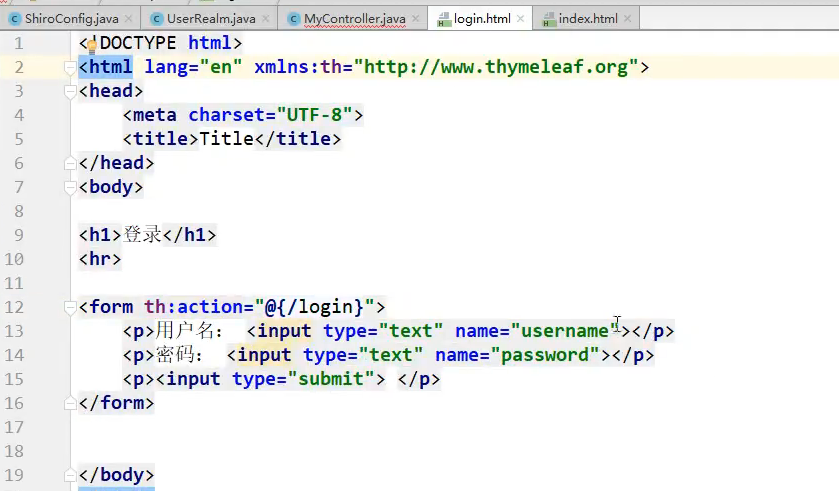 ShiroConfig.java UserRealm.java MyController.java login.html index.html
1 <!DOCTYPE html>
2 <html lang="en" xmlns:th="http://www.thymeleaf.org">
3 <head>
4 <meta charset="UTF-8">
5 <title>Title</title>
6 </head>
7 <body>
8
9 <h1>登录</h1>
10 <hr>
11
12 <form th:action="@{/login}">
13 <p>用户名： <input type="text" name="username"></p>
14 <p>密码： <input type="text" name="password"></p>
15 <p><input type="submit"> </p>
16 </form>
17
18
19 </body>